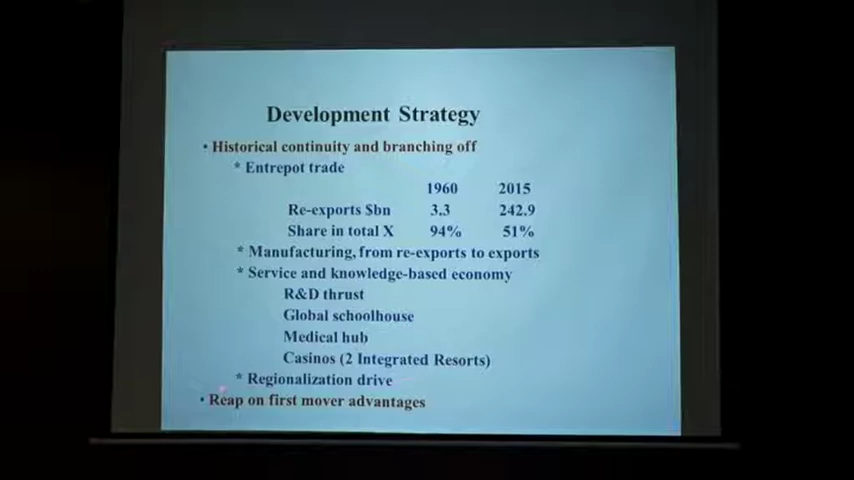 Development Strategy
• Historical continuity and branching off
* Entrepot trade
1960 2015
Re-exports $bn 3.3 242.9
Share in total X 94% 51%
* Manufacturing, from re-exports to exports
* Service and knowledge-based economy
R&D thrust
Global schoolhouse
Medical hub
Casinos (2 Integrated Resorts)
* Regionalization drive
• Reap on first mover advantages